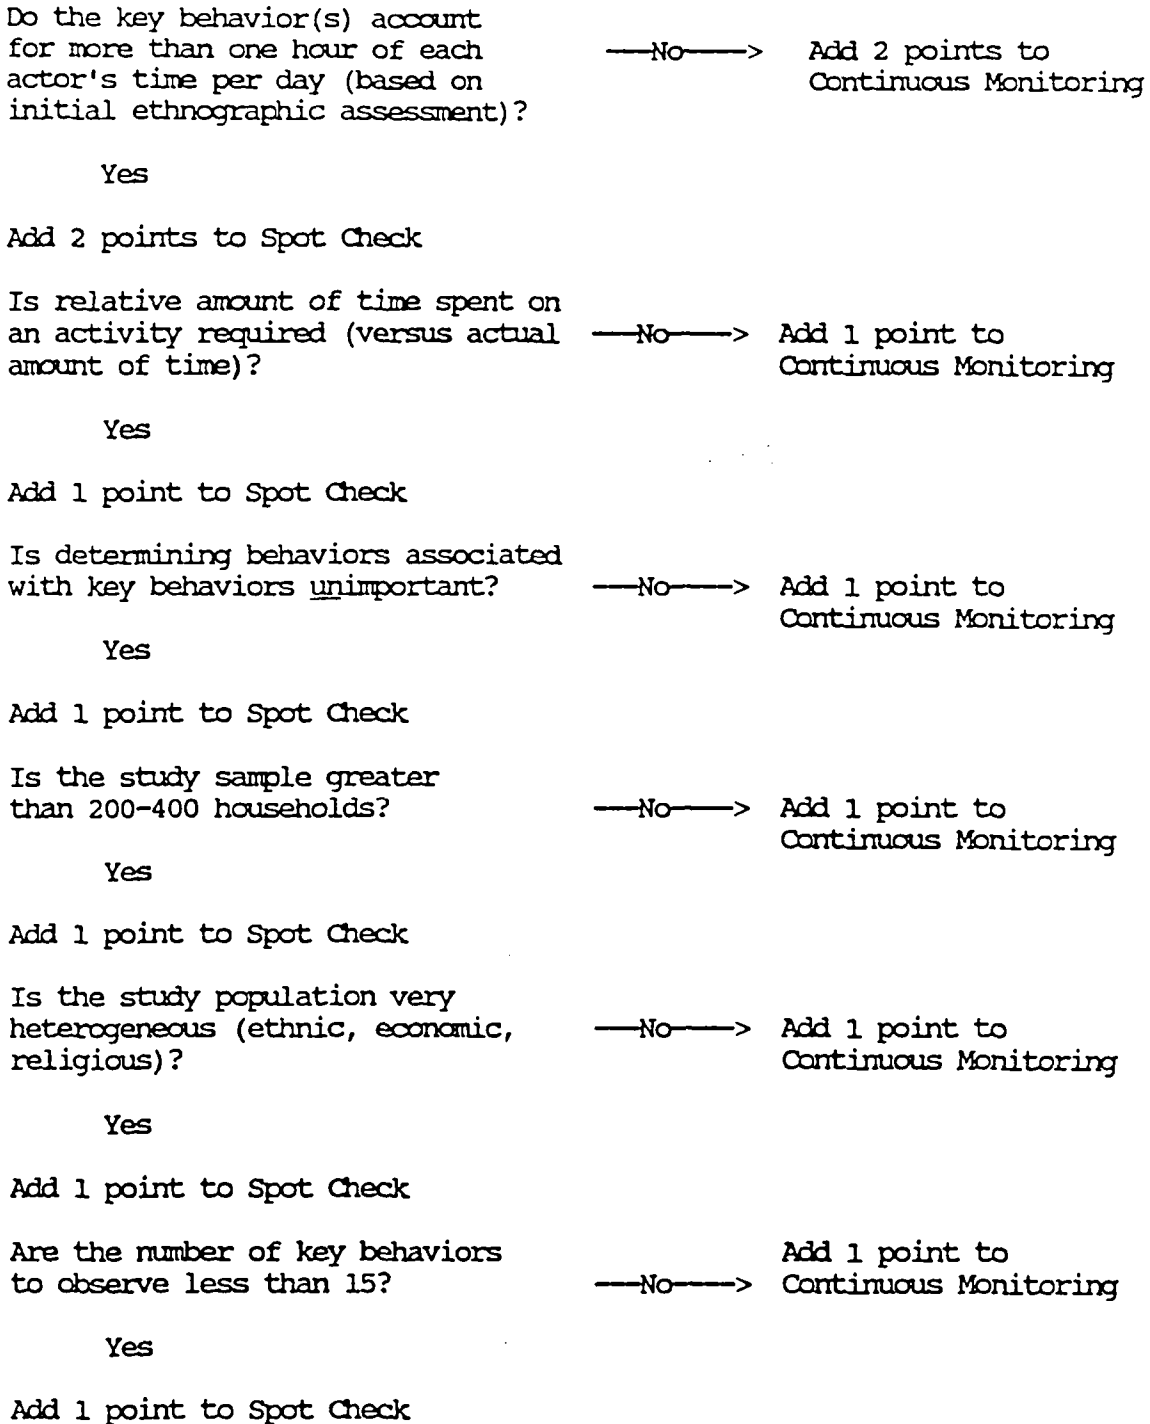 Do the key behavior(s) account
for more than one hour of each ——No——> Add 2 points to
actor's time per day (based on Continuous Monitoring
initial ethnographic assessment)?
Yes
Add 2 points to Spot Check
Is relative amount of time spent on
an activity required (versus actual ——No——> Add 1 point to
amount of time)? Continuous Monitoring
Yes
Add 1 point to Spot Check
Is determining behaviors associated
with key behaviors unimportant? ——No——> Add 1 point to
Continuous Monitoring
Yes
Add 1 point to Spot Check
Is the study sample greater
than 200-400 households? ——No——> Add 1 point to
Continuous Monitoring
Yes
Add 1 point to Spot Check
Is the study population very
heterogeneous (ethnic, economic, ——No——> Add 1 point to
religious)? Continuous Monitoring
Yes
Add 1 point to Spot Check
Are the number of key behaviors Add 1 point to
to observe less than 15? ——No——> Continuous Monitoring
Yes
Add 1 point to Spot Check